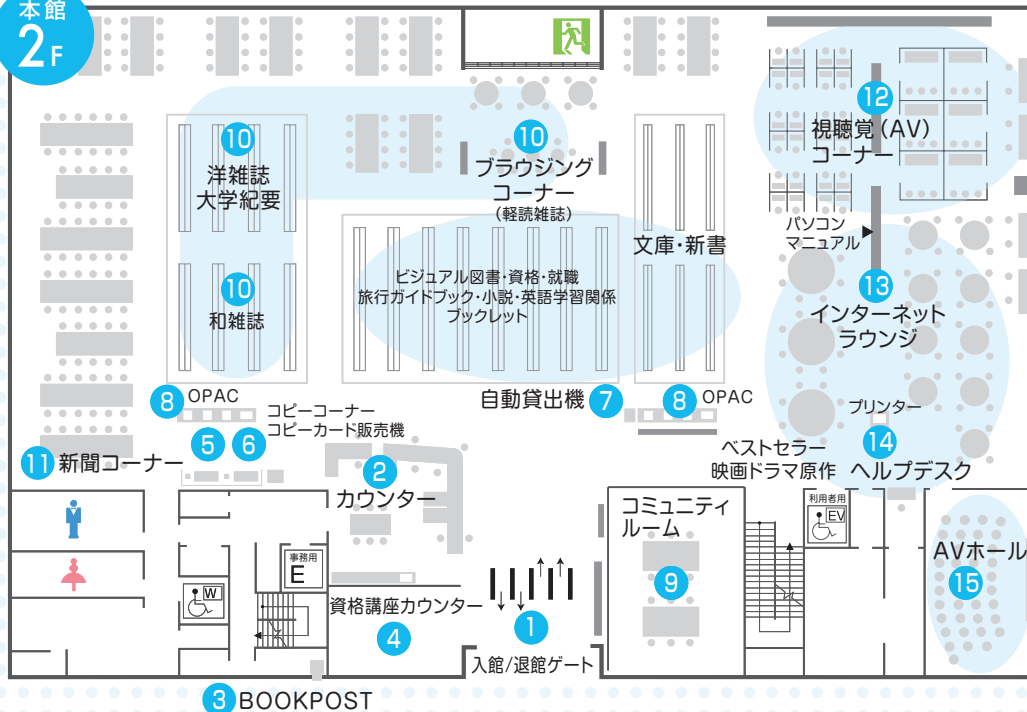 本館
2F
10
洋雑誌
大学紀要
10
ブラウジング
コーナー
(軽読雑誌)
12
視聴覚(AV)
コーナー
パソコン
マニュアル▶
文庫・新書
10
和雑誌
ビジュアル図書・資格・就職
旅行ガイドブック・小説・英語学習関係
ブックレット
13
インターネット
ラウンジ
8 OPAC
自動貸出機 7
8 OPAC
コピーコーナー
コピーカード販売機
5 6
プリンター
14
ヘルプデスク
ベストセラー
映画ドラマ原作
11 新聞コーナー
2
カウンター
コミュニティ
ルーム
9
利用者用
EV
AVホール
15
事務用
E
W
資格講座カウンター
4
1
入館/退館ゲート
3 BOOKPOST